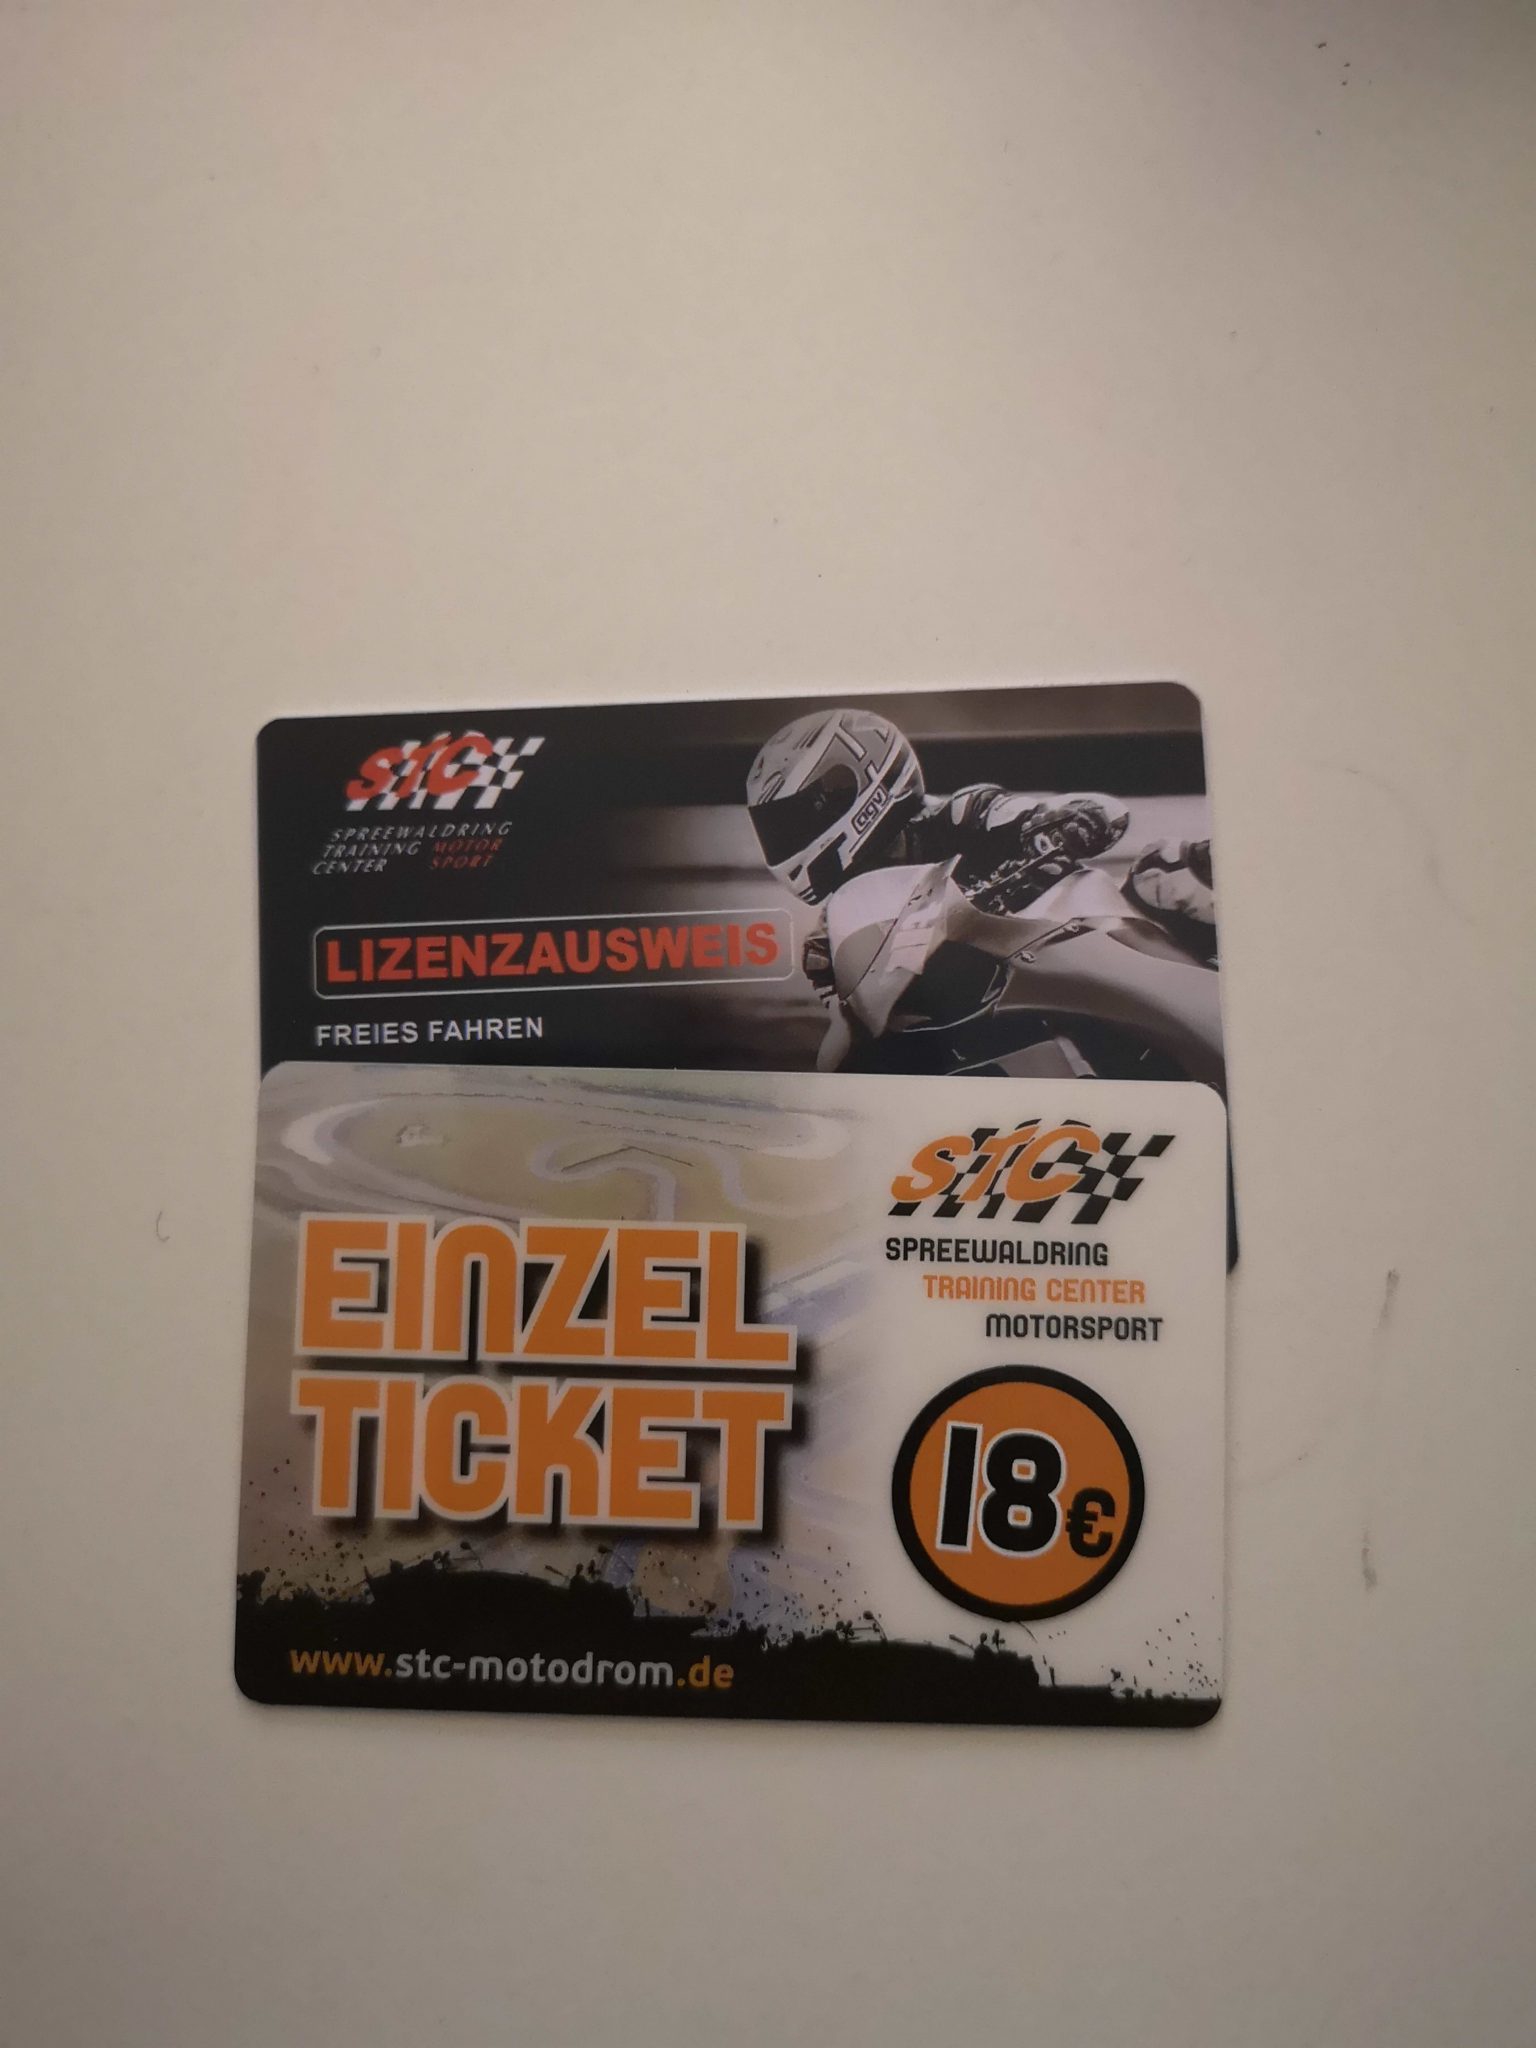 STC
SPREEWALDRING
TRAINING MOTOR
CENTER SPORT
agv
LIZENZAUSWEIS
FREIES FAHREN
STC
SPREEWALDRING
TRAINING CENTER
MOTORSPORT
EINZEL
TICKET
18€
www.stc-motodrom.de